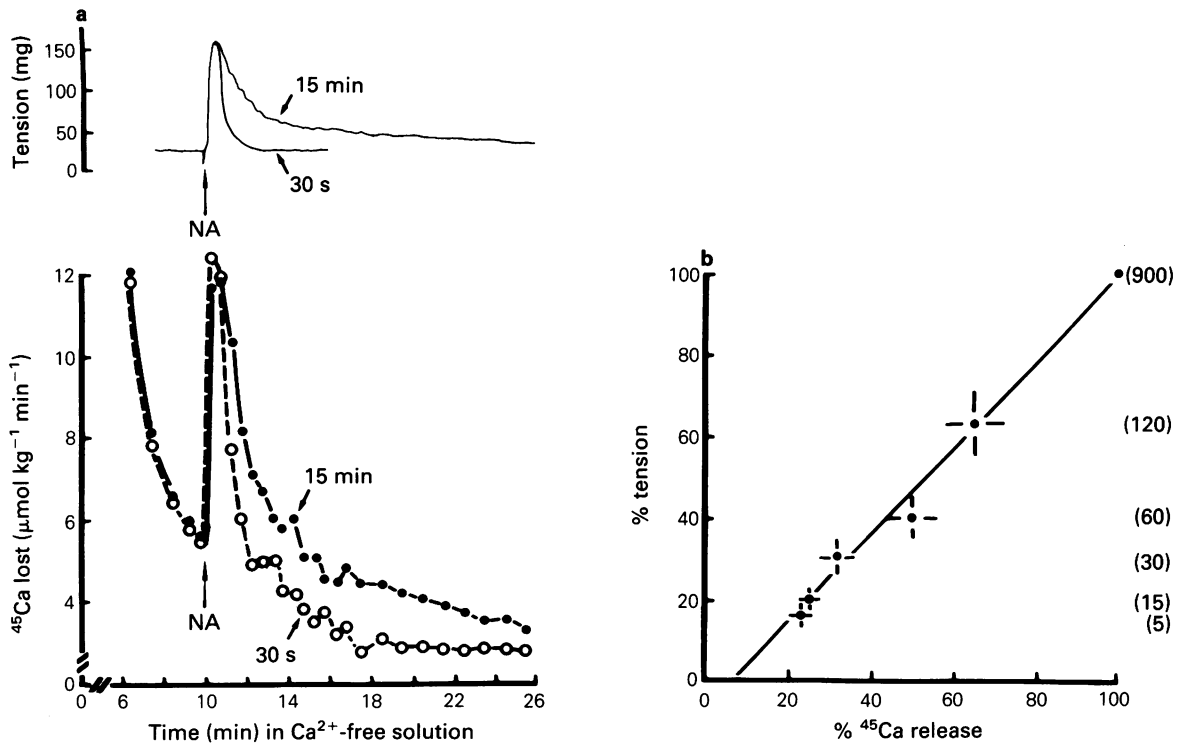 a
Tension (mg)
150
100
50
0
15 min
30 s
NA
⁴⁵Ca lost (μmol kg⁻¹ min⁻¹)
12
10
8
6
4
0
15 min
NA
30 s
6 10 14 18 22 26
Time (min) in Ca²⁺-free solution
b
% tension
100
80
60
40
20
0
(900)
(120)
(60)
(30)
(15)
(5)
0 20 40 60 80 100
% ⁴⁵Ca release